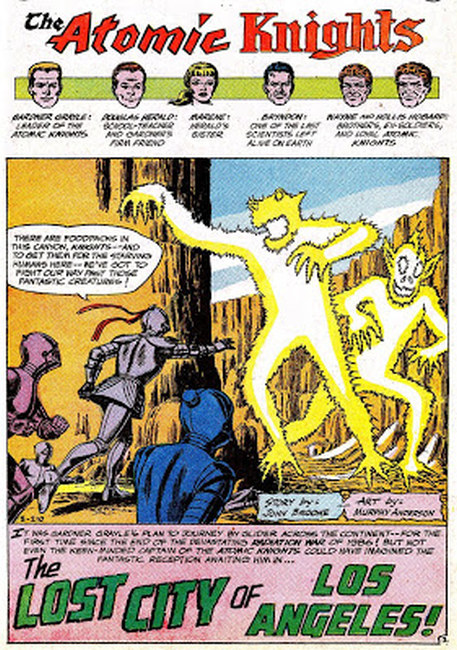 The Atomic Knights
GARDNER GRAYLE:
LEADER OF THE
ATOMIC KNIGHTS
DOUGLAS HERALD:
SCHOOL-TEACHER
AND GARDNER'S
FIRM FRIEND
MARENE:
HERALD'S
SISTER
BRYNDON:
ONE OF THE LAST
SCIENTISTS LEFT
ALIVE ON EARTH
WAYNE AND HOLLIS HOBARD:
BROTHERS, EX-SOLDIERS,
AND LOYAL ATOMIC
KNIGHTS
THERE ARE FOODPACKS IN
THIS CANYON, KNIGHTS--AND
TO GET THEM FOR THE STARVING
HUMANS HERE--WE'VE GOT TO
FIGHT OUR WAY PAST THOSE
FANTASTIC CREATURES!
STORY by:-
JOHN BROOME
ART by:-
MURPHY ANDERSON
IT WAS GARDNER GRAYLE'S PLAN TO JOURNEY BY GLIDER ACROSS THE CONTINENT--FOR THE
FIRST TIME SINCE THE END OF THE DEVASTATING RADIATION WAR OF 1986! BUT NOT
EVEN THE KEEN-MINDED CAPTAIN OF THE ATOMIC KNIGHTS COULD HAVE IMAGINED THE
FANTASTIC RECEPTION AWAITING HIM IN...
The
LOST CITY OF LOS
ANGELES!